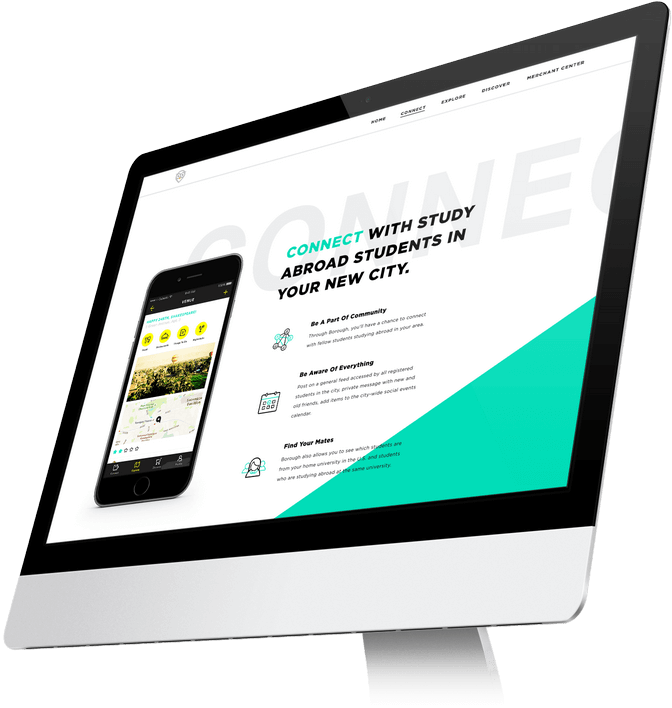 HOME CONNECT EXPLORE DISCOVER MERCHANT CENTER
CONNEC
CONNECT WITH STUDY
ABROAD STUDENTS IN
YOUR NEW CITY.
Be A Part Of Community
Through Borough, you'll have a chance to connect
with fellow students studying abroad in your area.
Be Aware Of Everything
Post on a general feed accessed by all registered
students in the city, private message with new and
old friends, add items to the city-wide social events
calendar.
Find Your Mates
Borough also allows you to see which students are
from your home university in the U.S. and students
who are studying abroad at the same university.
VENUE